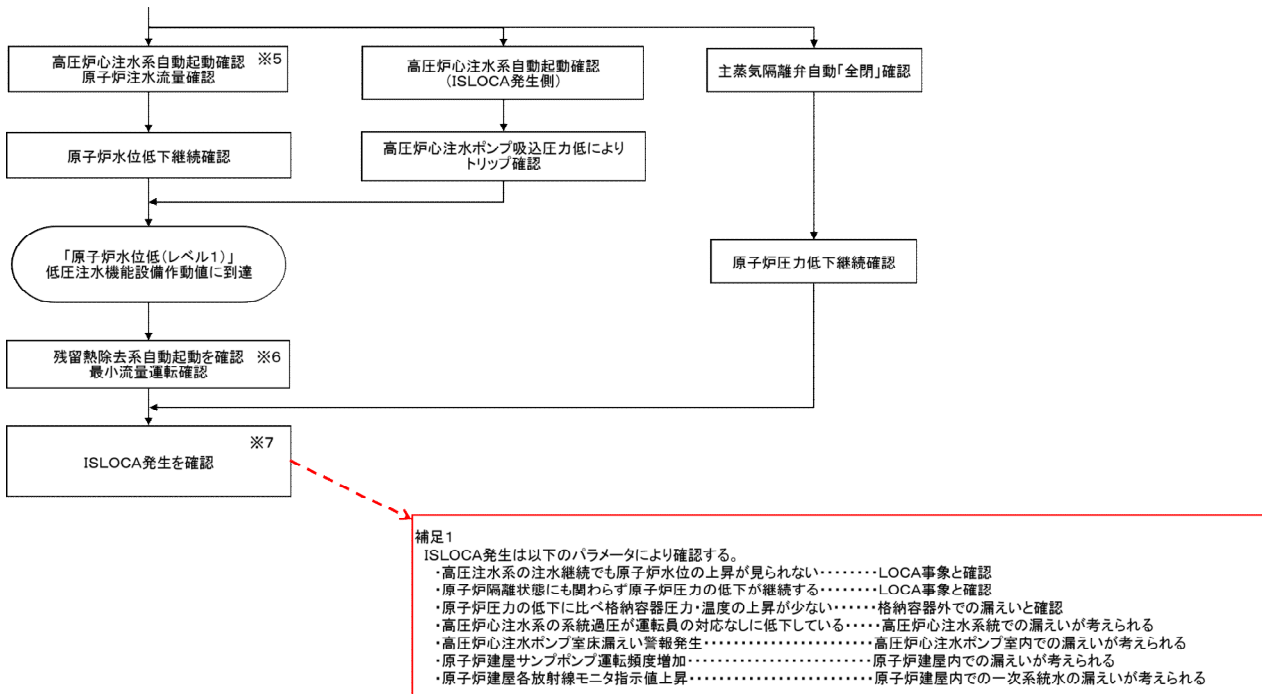 高圧炉心注水系自動起動確認 ※5
原子炉注水流量確認
高圧炉心注水系自動起動確認
(ISLOCA発生側)
主蒸気隔離弁自動「全閉」確認
原子炉水位低下継続確認
高圧炉心注水ポンプ吸込圧力低により
トリップ確認
「原子炉水位低(レベル1)」
低圧注水機能設備作動値に到達
原子炉圧力低下継続確認
残留熱除去系自動起動を確認 ※6
最小流量運転確認
※7
ISLOCA発生を確認
補足1
ISLOCA発生は以下のパラメータにより確認する。
・高圧注水系の注水継続でも原子炉水位の上昇が見られない‥‥‥‥LOCA事象と確認
・原子炉隔離状態にも関わらず原子炉圧力の低下が継続する‥‥‥‥LOCA事象と確認
・原子炉圧力の低下に比べ格納容器圧力・温度の上昇が少ない‥‥‥格納容器外での漏えいと確認
・高圧炉心注水系の系統過圧が運転員の対応なしに低下している‥‥‥高圧炉心注水系統での漏えいが考えられる
・高圧炉心注水ポンプ室床漏えい警報発生‥‥‥‥‥‥‥‥‥‥高圧炉心注水ポンプ室内での漏えいが考えられる
・原子炉建屋サンプポンプ運転頻度増加‥‥‥‥‥‥‥‥‥‥‥原子炉建屋内での漏えいが考えられる
・原子炉建屋各放射線モニタ指示値上昇‥‥‥‥‥‥‥‥‥‥‥原子炉建屋内での一次系統水の漏えいが考えられる